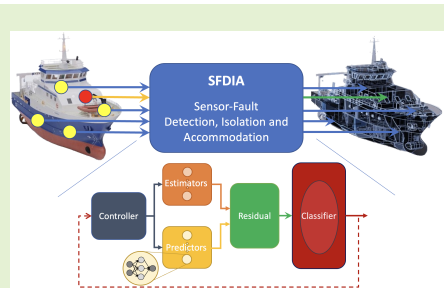 SFDIA
Sensor-Fault
Detection, Isolation and
Accommodation
Estimators
Controller
Residual
Classifier
Predictors